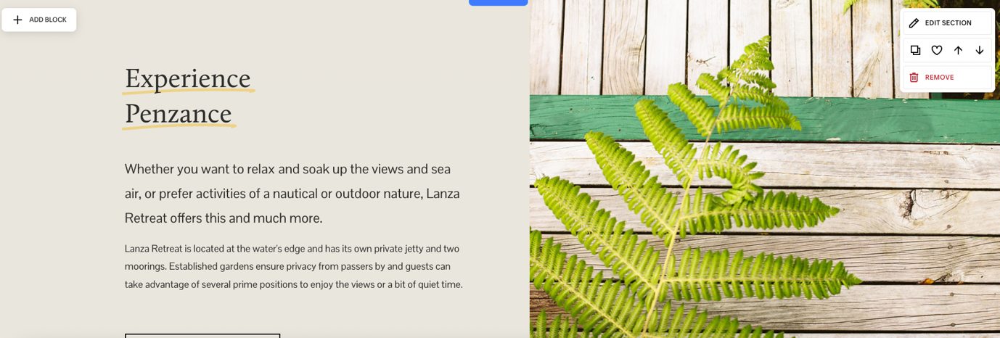 ADD BLOCK
EDIT SECTION
REMOVE
Experience
Penzance
Whether you want to relax and soak up the views and sea
air, or prefer activities of a nautical or outdoor nature, Lanza
Retreat offers this and much more.
Lanza Retreat is located at the water's edge and has its own private jetty and two
moorings. Established gardens ensure privacy from passers by and guests can
take advantage of several prime positions to enjoy the views or a bit of quiet time.